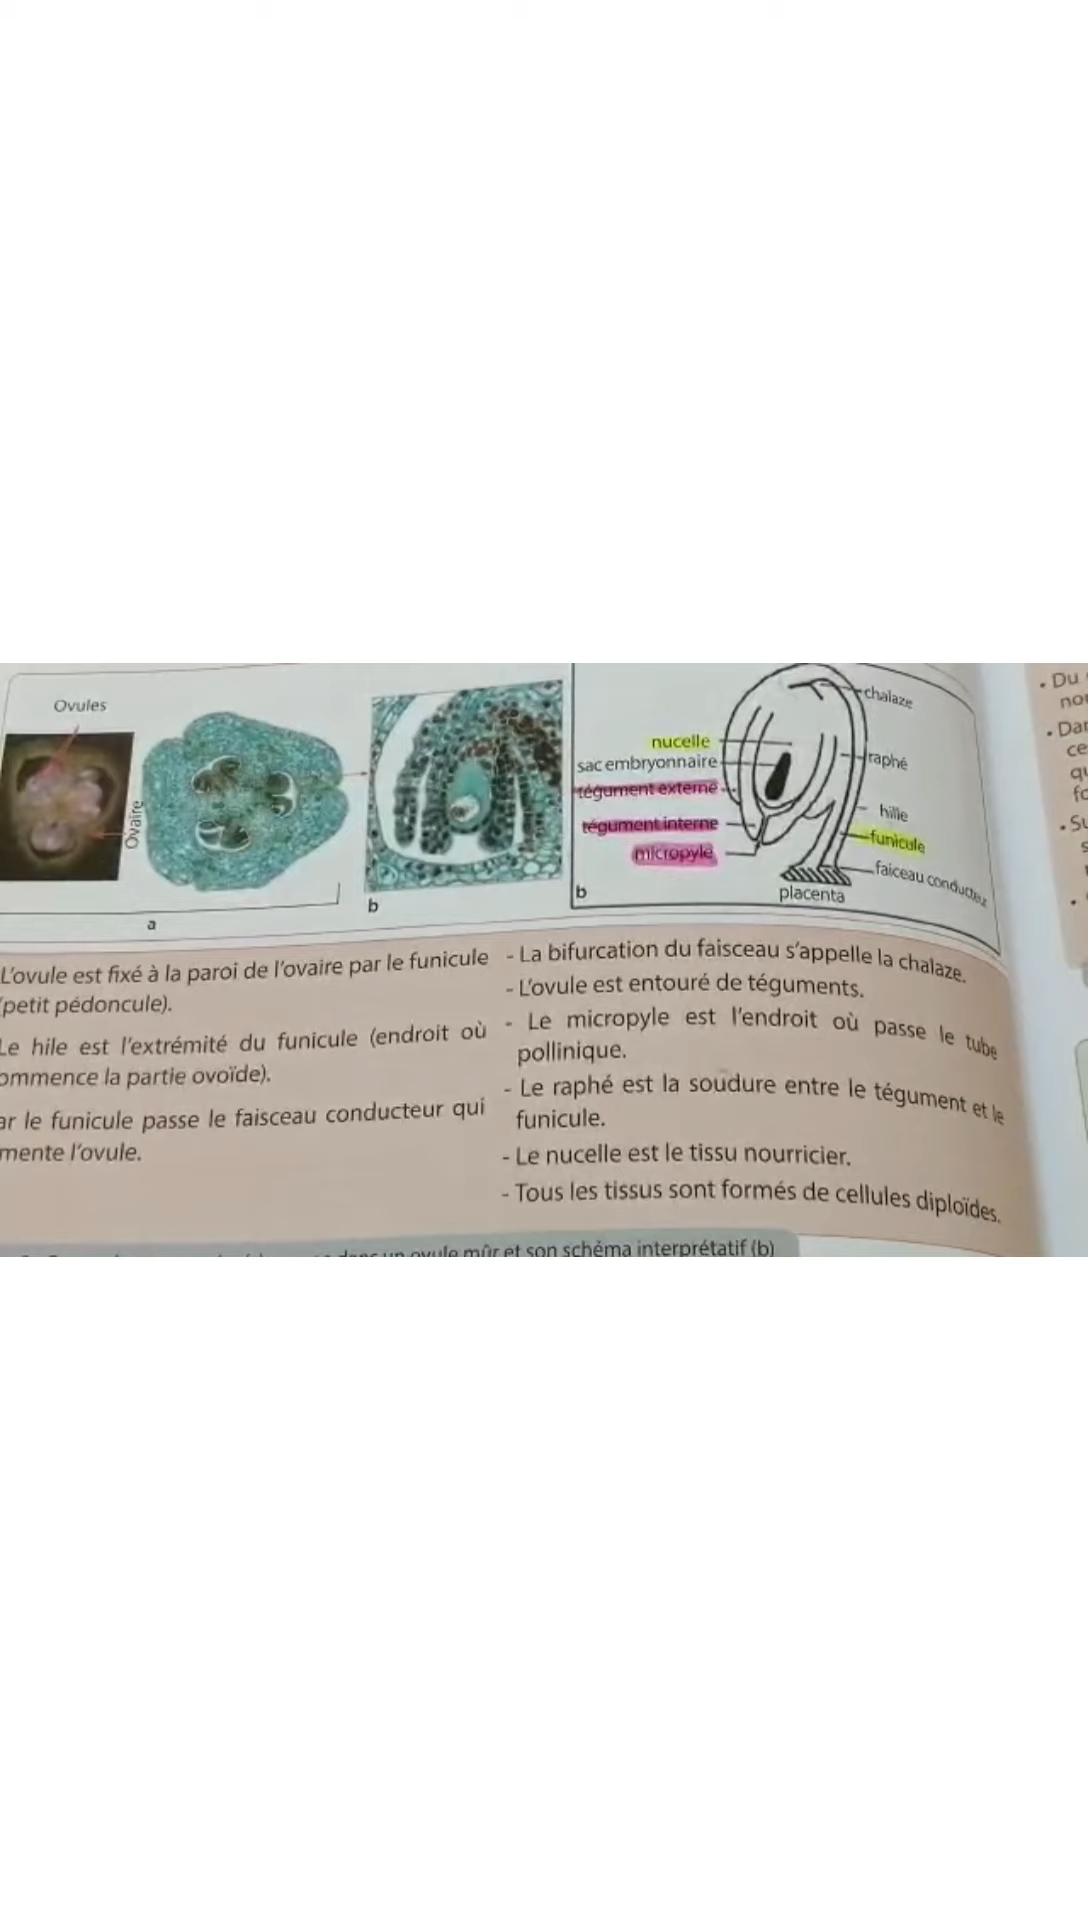 Ovules
Ovaire
a
b
nucelle
sac embryonnaire
tégument externe
tégument interne
micropyle
chalaze
raphé
hille
funicule
faiceau conducteur
placenta
b
L'ovule est fixé à la paroi de l'ovaire par le funicule
(petit pédoncule).
Le hile est l'extrémité du funicule (endroit où
ommence la partie ovoïde).
ar le funicule passe le faisceau conducteur qui
mente l'ovule.
- La bifurcation du faisceau s'appelle la chalaze.
- L'ovule est entouré de téguments.
- Le micropyle est l'endroit où passe le tube
pollinique.
- Le raphé est la soudure entre le tégument et le
funicule.
- Le nucelle est le tissu nourricier.
- Tous les tissus sont formés de cellules diploïdes.
dans un ovule mûr et son schéma interprétatif (b)
• Du
• Su